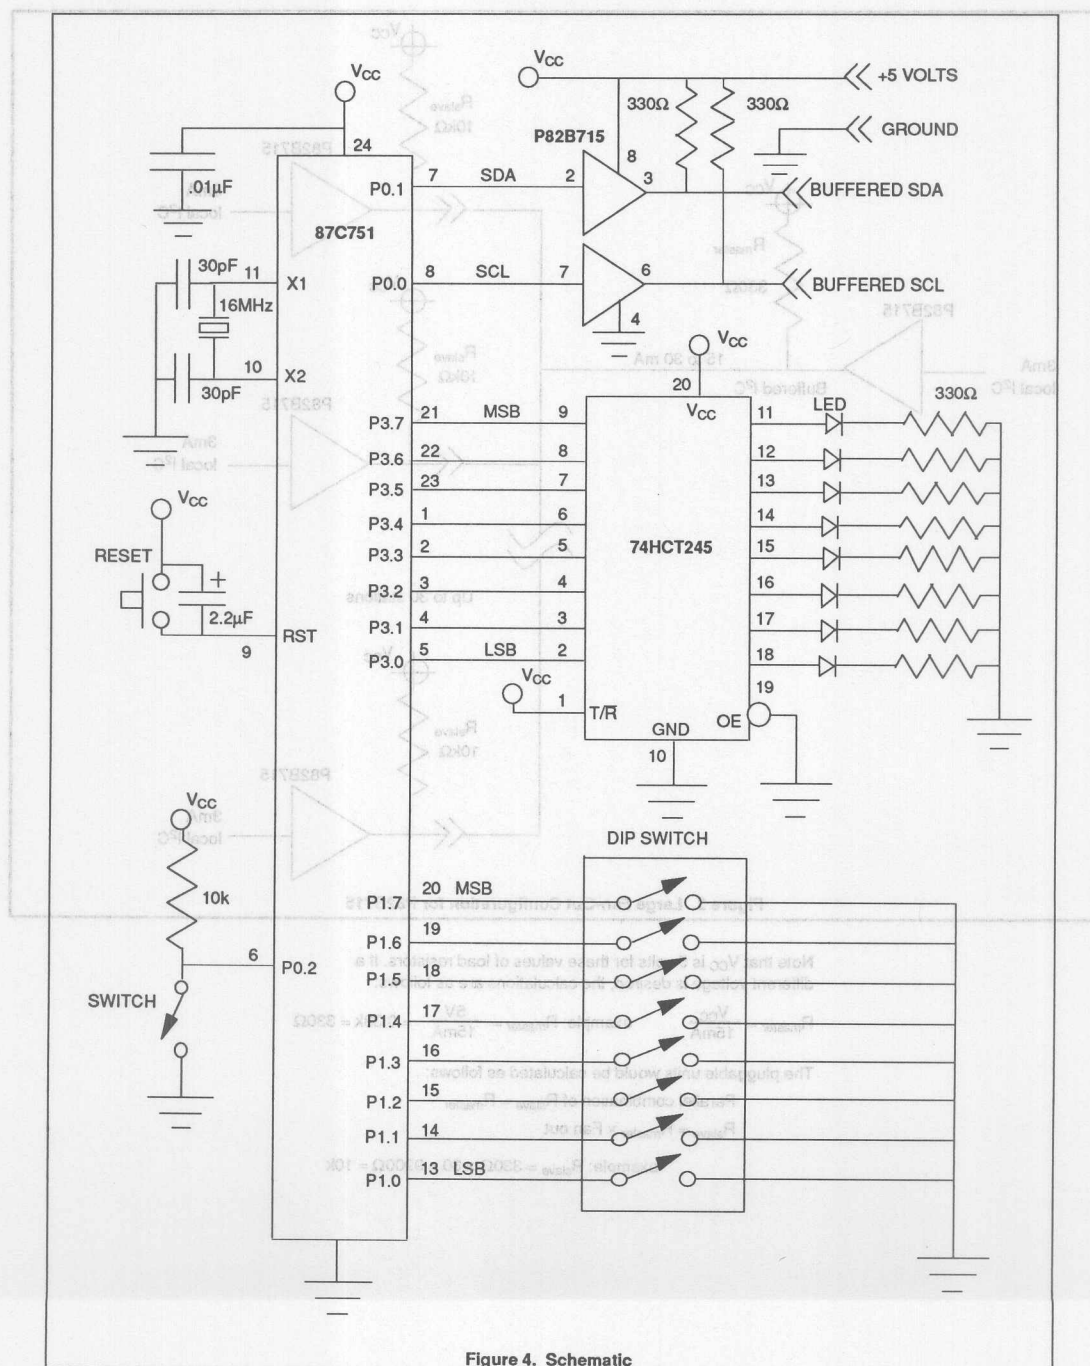 VCC
VCC
+5 VOLTS
330Ω
330Ω
GROUND
P82B715
24
8
.01µF
P0.1
7
SDA
2
3
BUFFERED SDA
87C751
30pF
11
X1
P0.0
8
SCL
7
6
BUFFERED SCL
16MHz
4
VCC
10
X2
20
30pF
VCC
LED
330Ω
P3.7
21
MSB
9
11
P3.6
22
8
12
P3.5
23
7
13
VCC
P3.4
1
6
14
74HCT245
RESET
P3.3
2
5
15
+
P3.2
3
4
16
2.2µF
P3.1
4
3
17
RST
9
P3.0
5
LSB
2
18
VCC
1
T/R
19
OE
GND
10
VCC
DIP SWITCH
10k
P1.7
20 MSB
P1.6
19
6
P0.2
P1.5
18
SWITCH
P1.4
17
P1.3
16
P1.2
15
P1.1
14
P1.0
13 LSB
Figure 4. Schematic